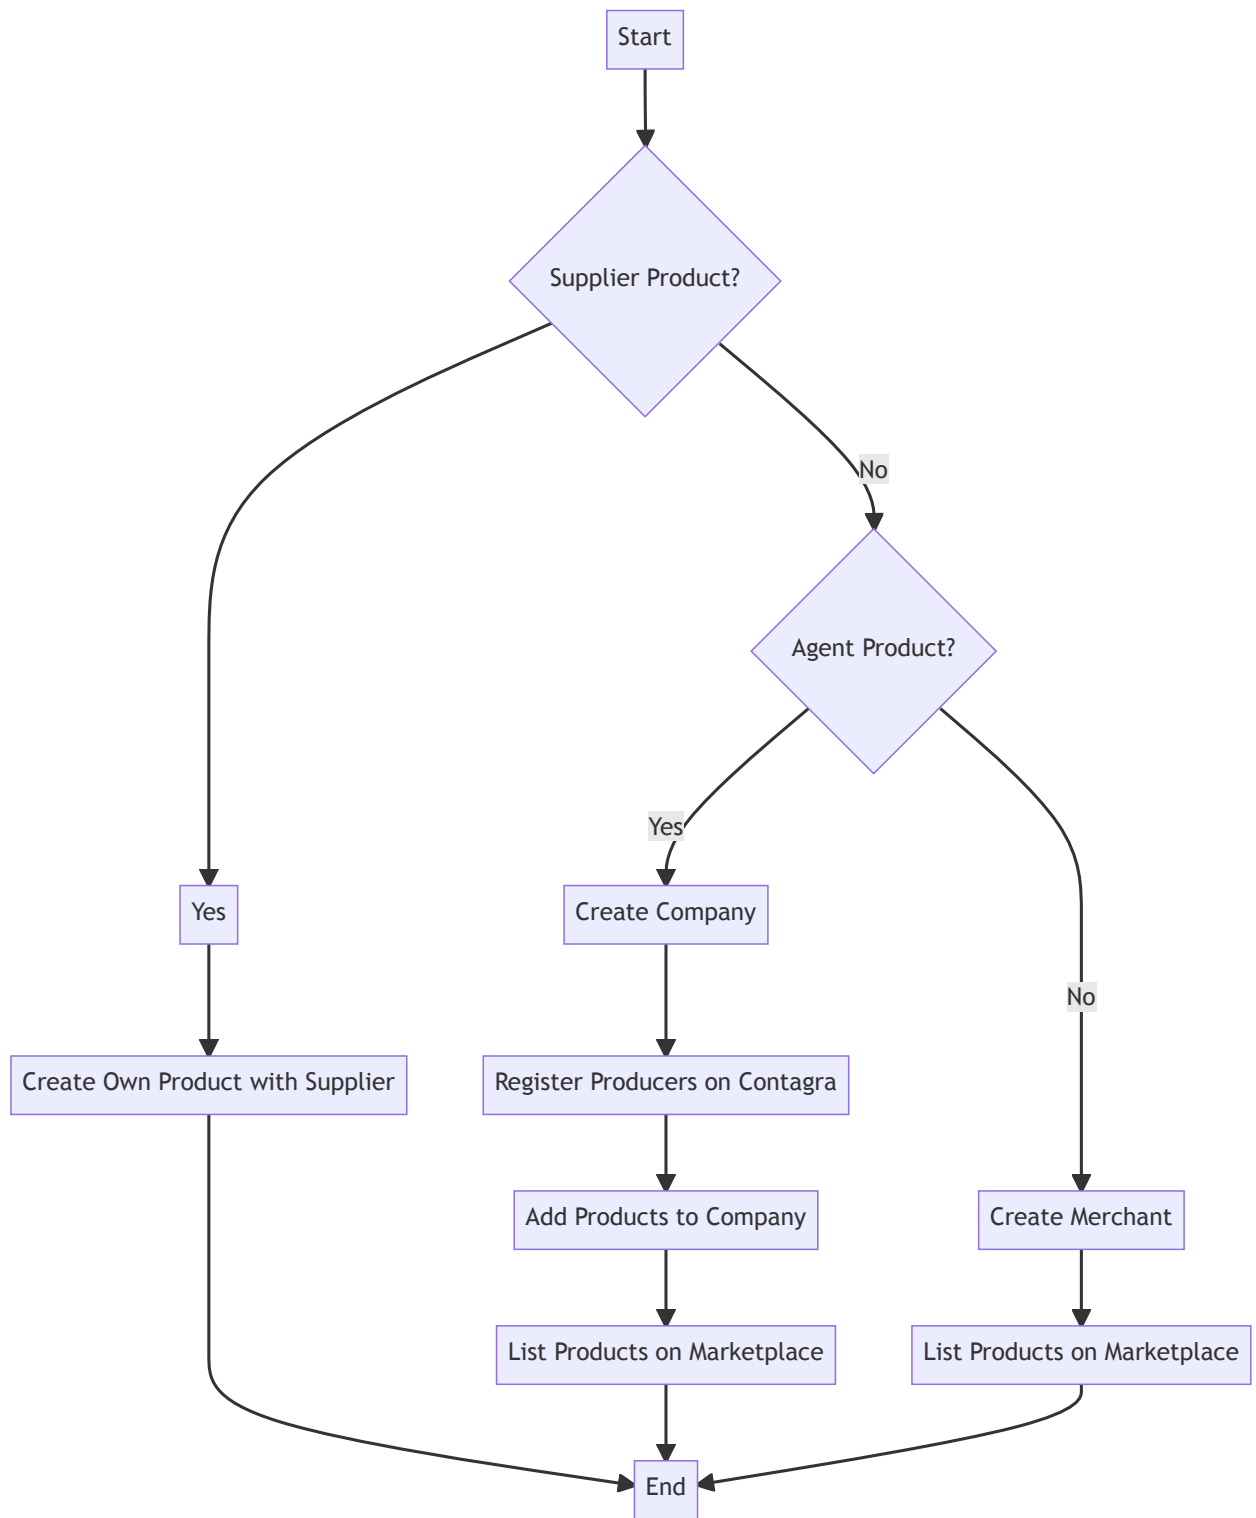 Start
Supplier Product?
No
Agent Product?
Yes
Yes
Create Company
No
Create Own Product with Supplier
Register Producers on Contagra
Add Products to Company
Create Merchant
List Products on Marketplace
List Products on Marketplace
End